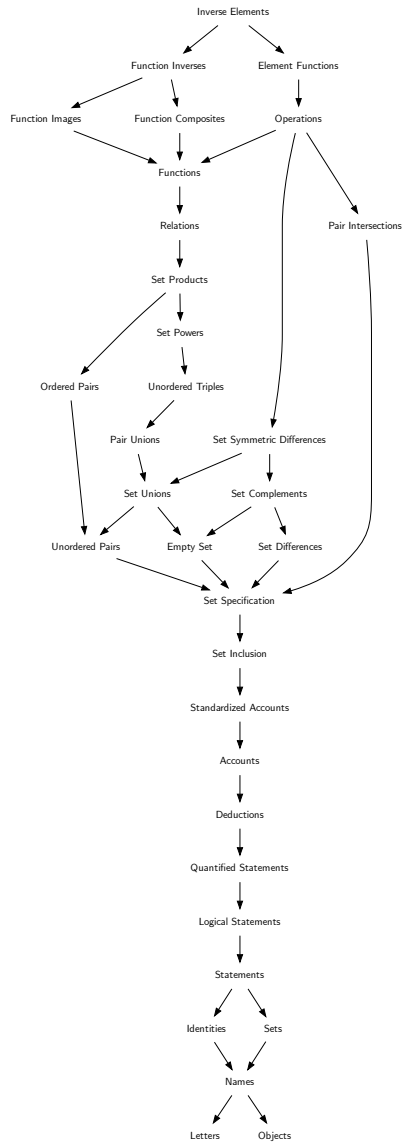 Inverse Elements
Function Inverses
Element Functions
Function Images
Function Composites
Operations
Functions
Relations
Pair Intersections
Set Products
Set Powers
Ordered Pairs
Unordered Triples
Pair Unions
Set Symmetric Differences
Set Unions
Set Complements
Unordered Pairs
Empty Set
Set Differences
Set Specification
Set Inclusion
Standardized Accounts
Accounts
Deductions
Quantified Statements
Logical Statements
Statements
Identities
Sets
Names
Letters
Objects